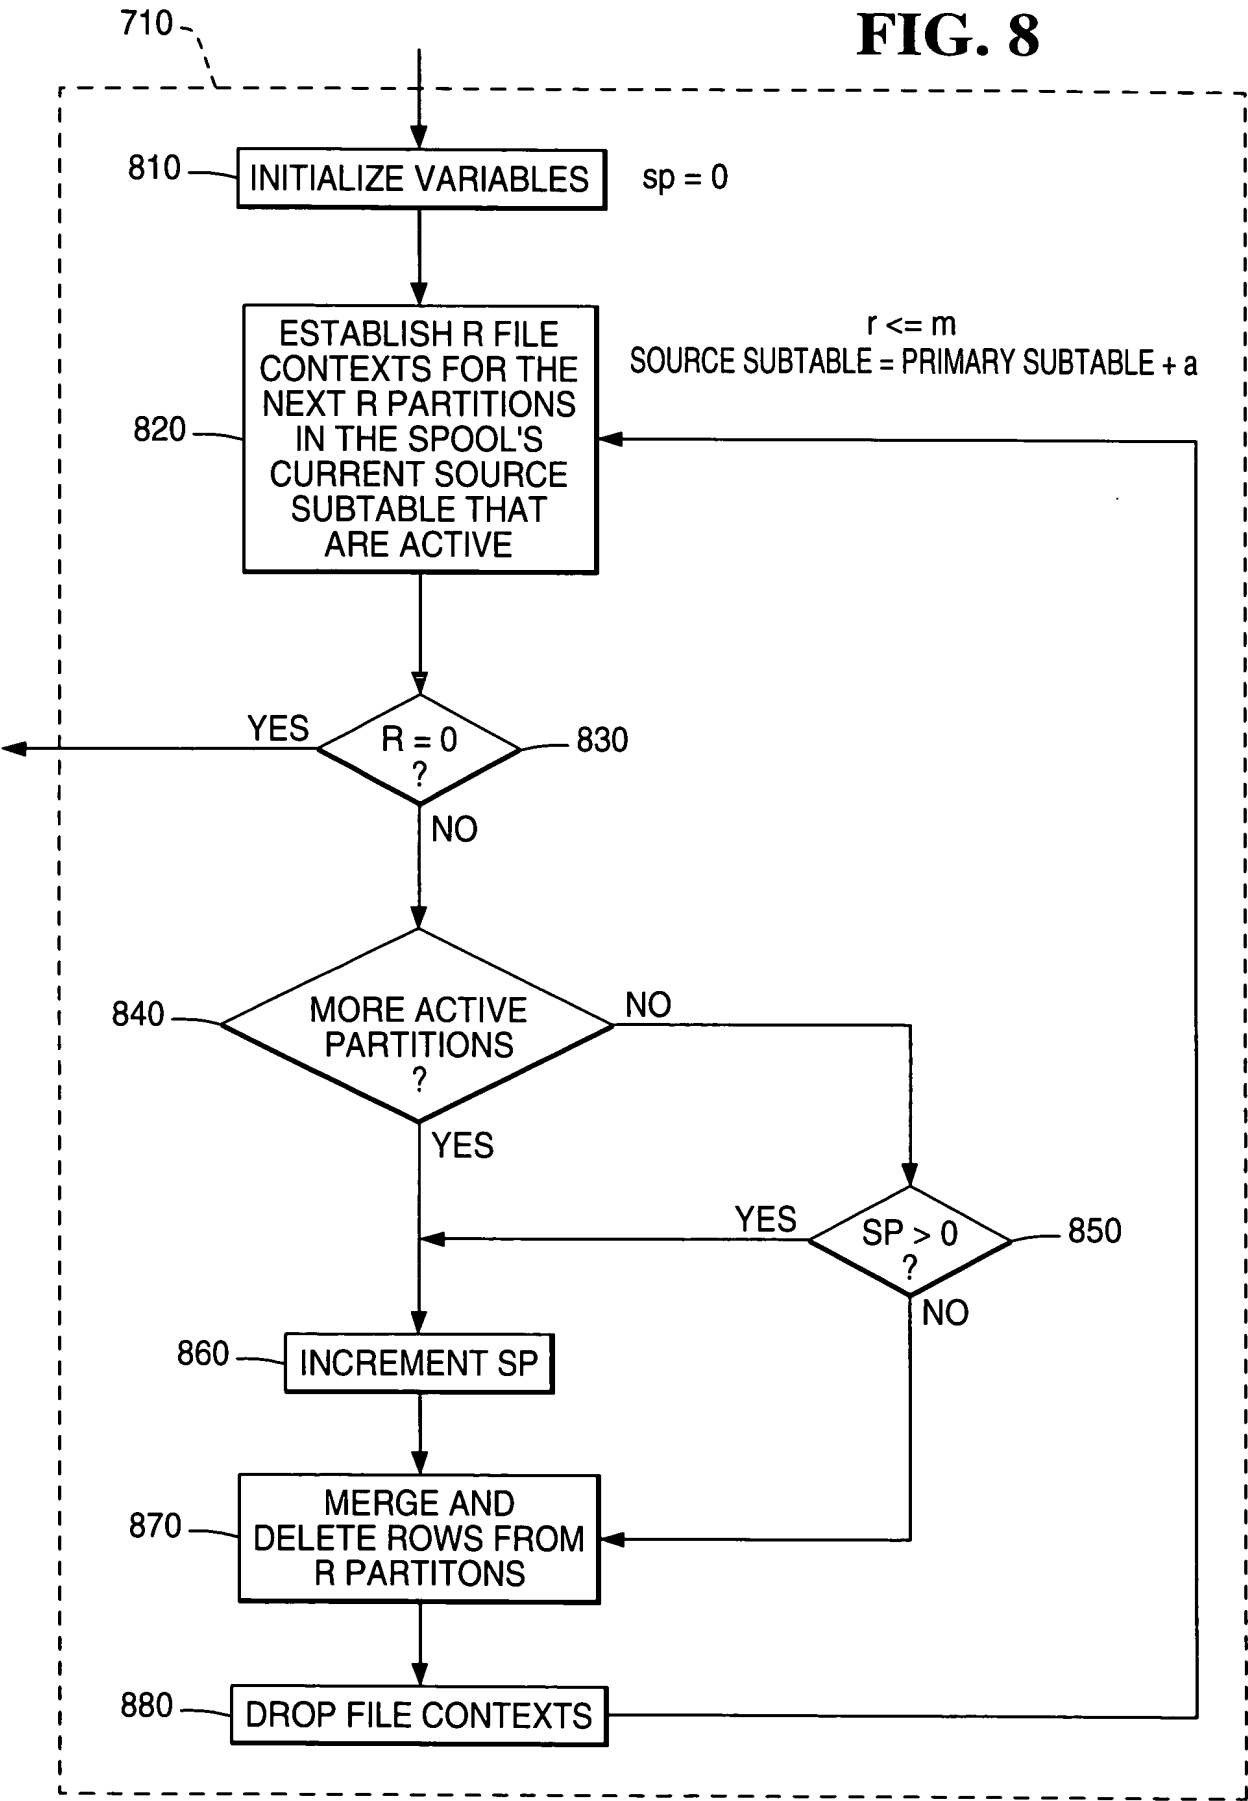 710
FIG. 8
810
INITIALIZE VARIABLES
sp = 0
r <= m
SOURCE SUBTABLE = PRIMARY SUBTABLE + a
820
ESTABLISH R FILE
CONTEXTS FOR THE
NEXT R PARTITIONS
IN THE SPOOL'S
CURRENT SOURCE
SUBTABLE THAT
ARE ACTIVE
YES
R = 0
?
830
NO
840
MORE ACTIVE
PARTITIONS
?
NO
YES
YES
SP > 0
?
850
NO
860
INCREMENT SP
870
MERGE AND
DELETE ROWS FROM
R PARTITONS
880
DROP FILE CONTEXTS